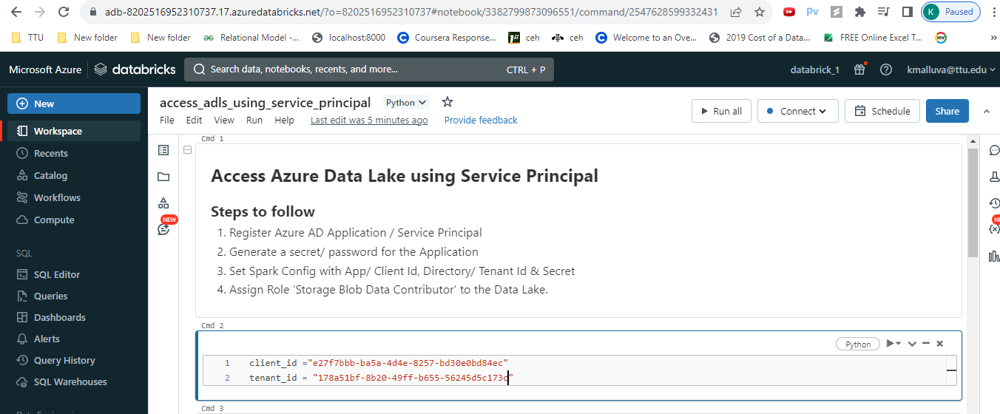 adb-8202516952310737.17.azuredatabricks.net/?o=8202516952310737#notebook/3382799873096551/command/2547628599332431
Pv
K Paused
TTU New folder New folder Relational Model -... localhost:8000 Coursera Response... ceh ceh Welcome to an Ove... 2019 Cost of a Data... FREE Online Excel T... MW »
Microsoft Azure databricks Search data, notebooks, recents, and more... CTRL + P databrick_1 kmalluva@ttu.edu
New
Workspace
Recents
Catalog
Workflows
Compute
SQL
SQL Editor
Queries
Dashboards
Alerts
Query History
SQL Warehouses
access_adls_using_service_principal Python
File Edit View Run Help Last edit was 5 minutes ago Provide feedback
Run all Connect Schedule Share
NEW
Cmd 1
Access Azure Data Lake using Service Principal
Steps to follow
1. Register Azure AD Application / Service Principal
2. Generate a secret/ password for the Application
3. Set Spark Config with App/ Client Id, Directory/ Tenant Id & Secret
4. Assign Role 'Storage Blob Data Contributor' to the Data Lake.
Cmd 2
Python
1 client_id ="e27f7bbb-ba5a-4d4e-8257-bd30e0bd84ec"
2 tenant_id = "178a51bf-8b20-49ff-b655-56245d5c173c"
Cmd 3